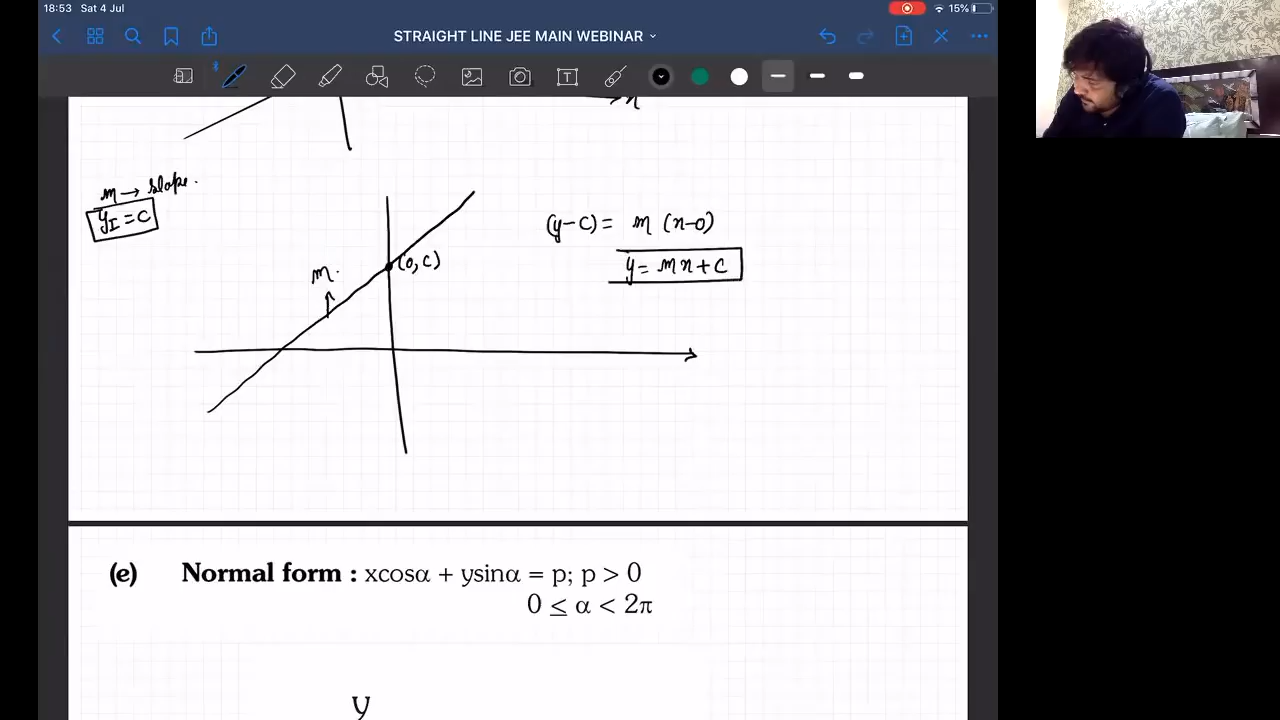 18:53 Sat 4 Jul
15%
STRAIGHT LINE JEE MAIN WEBINAR
T
x
m → slope.
y_I = c
(y-c) = m (x-0)
y = mx + c
(0, c)
m.
(e) Normal form : xcosα + ysinα = p; p > 0
0 ≤ α < 2π
y